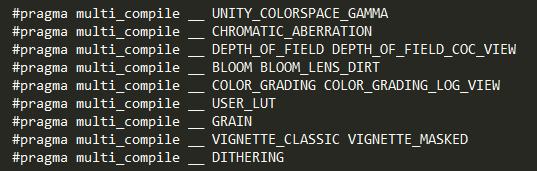 #pragma multi_compile __ UNITY_COLORSPACE_GAMMA
#pragma multi_compile __ CHROMATIC_ABERRATION
#pragma multi_compile __ DEPTH_OF_FIELD DEPTH_OF_FIELD_COC_VIEW
#pragma multi_compile __ BLOOM BLOOM_LENS_DIRT
#pragma multi_compile __ COLOR_GRADING COLOR_GRADING_LOG_VIEW
#pragma multi_compile __ USER_LUT
#pragma multi_compile __ GRAIN
#pragma multi_compile __ VIGNETTE_CLASSIC VIGNETTE_MASKED
#pragma multi_compile __ DITHERING